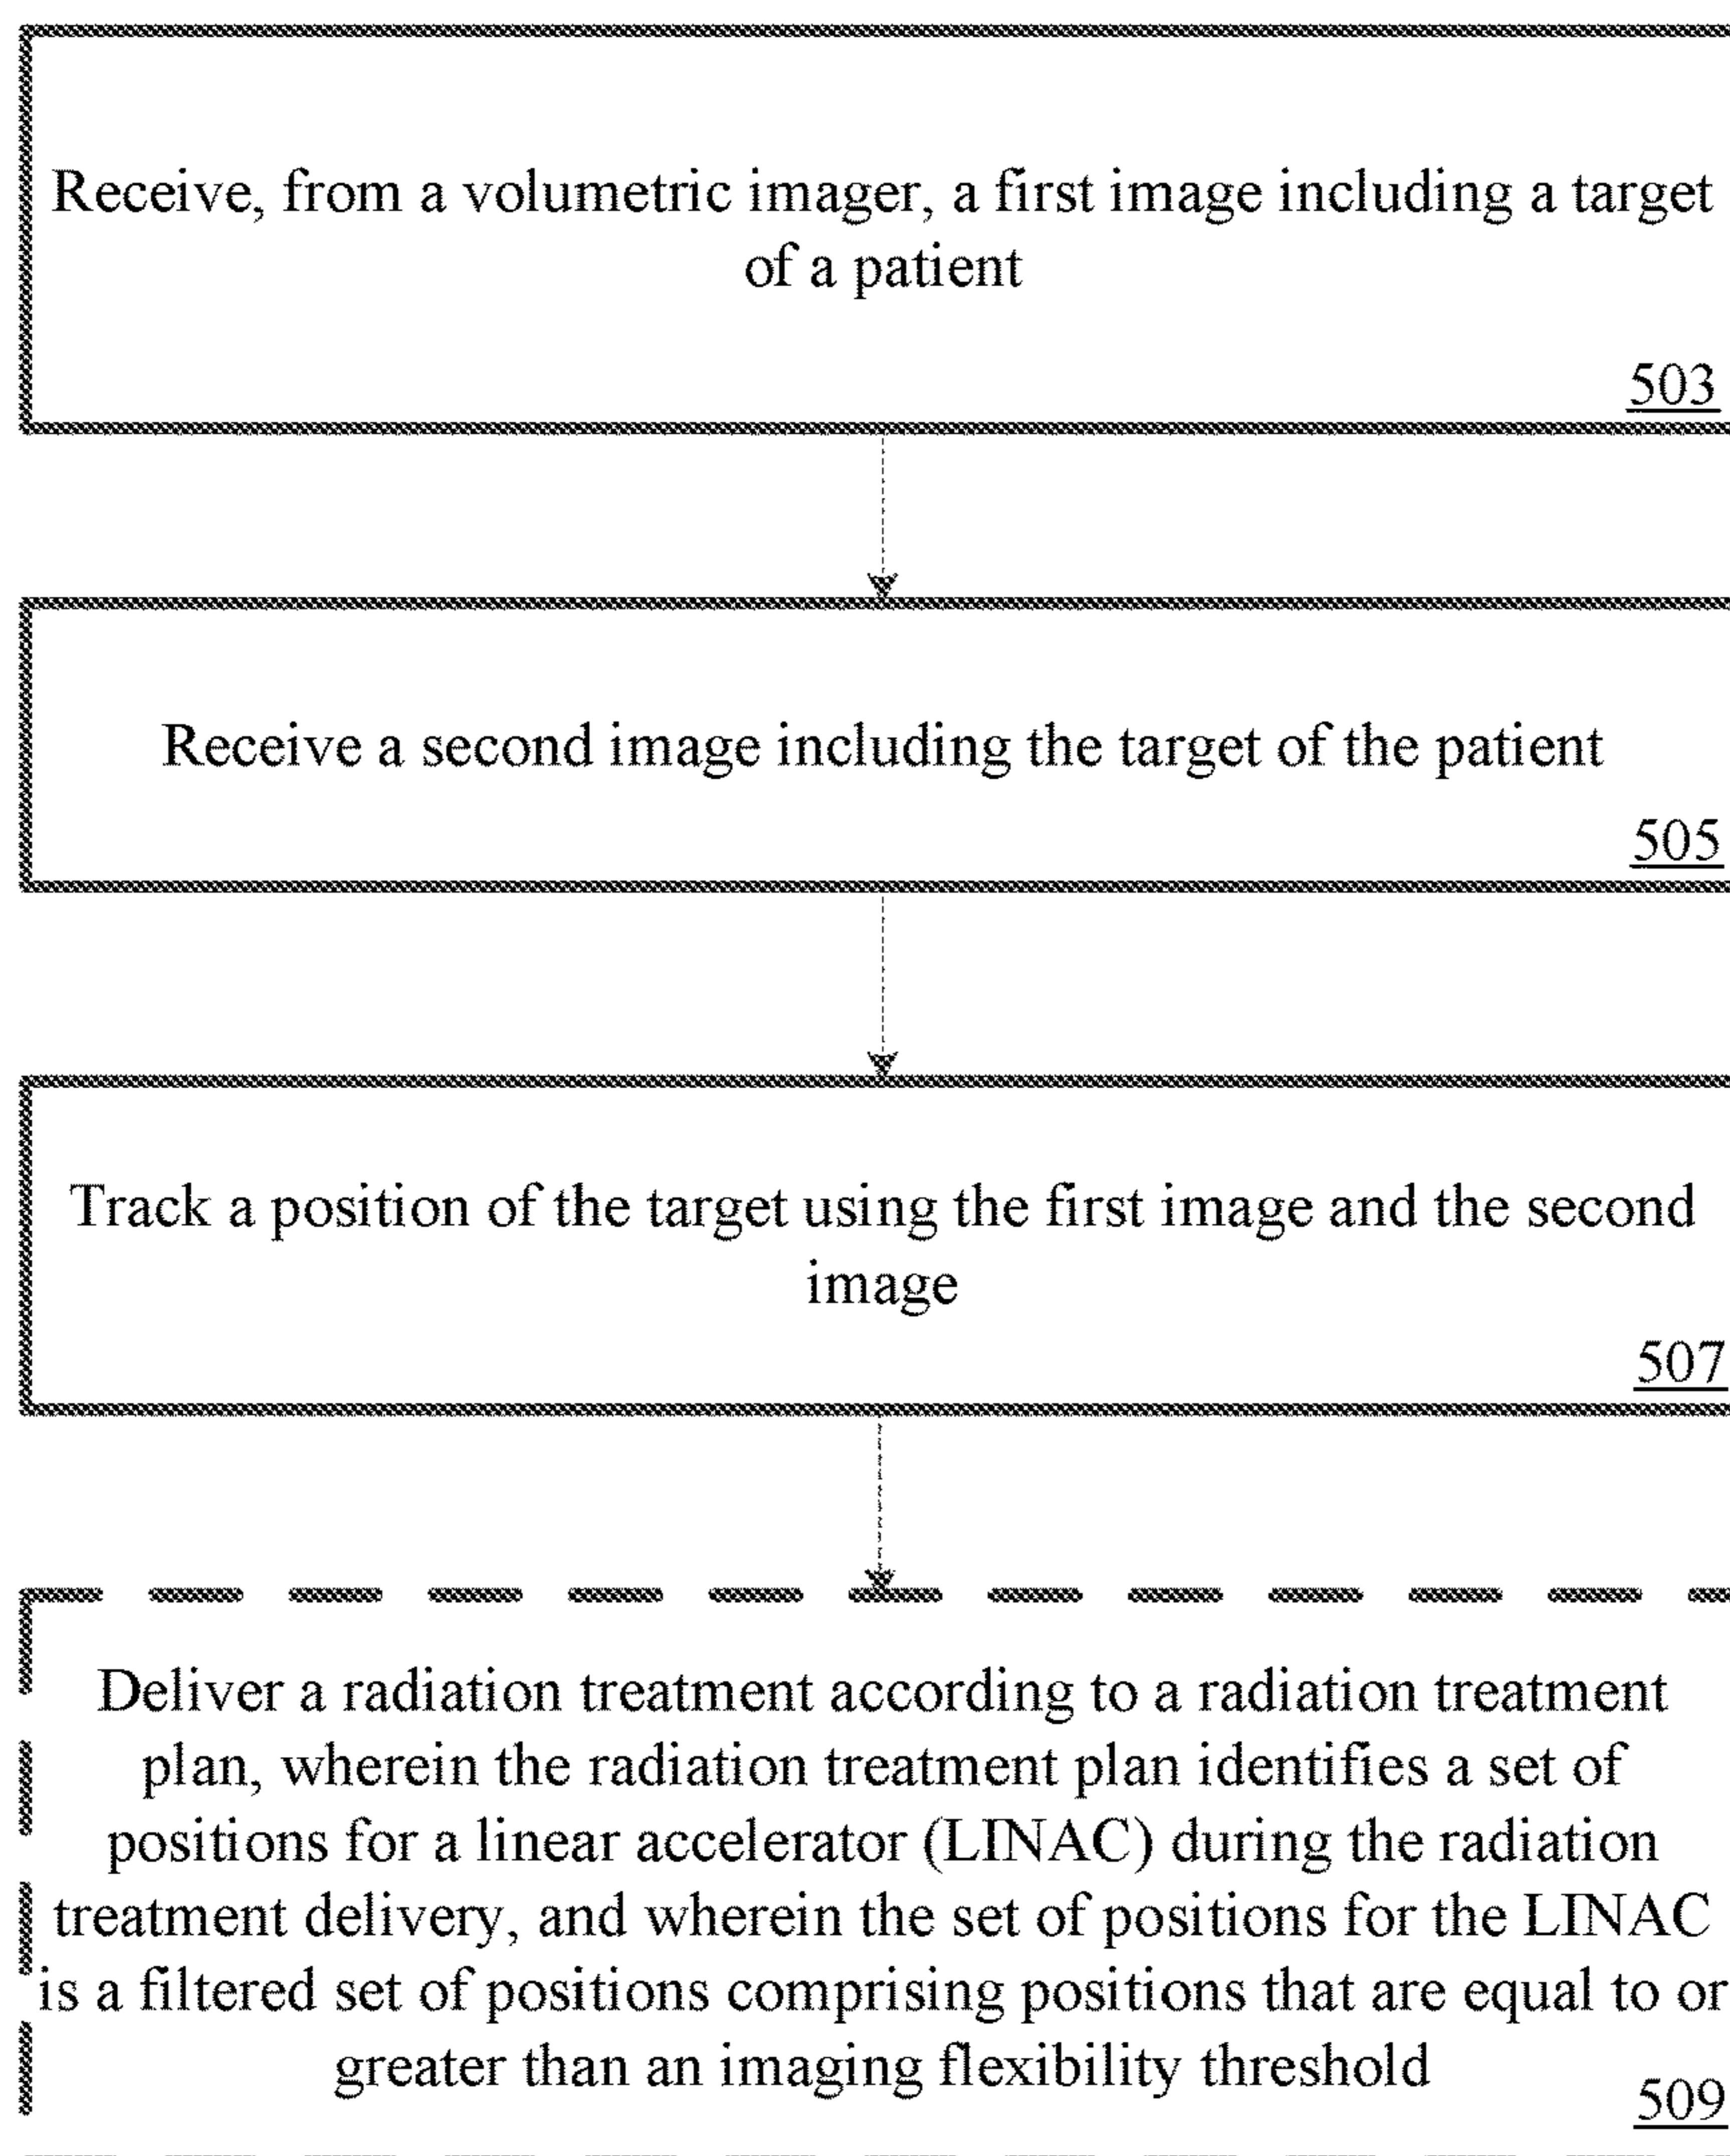 Receive, from a volumetric imager, a first image including a target
of a patient
503
Receive a second image including the target of the patient
505
Track a position of the target using the first image and the second
image
507
Deliver a radiation treatment according to a radiation treatment
plan, wherein the radiation treatment plan identifies a set of
positions for a linear accelerator (LINAC) during the radiation
treatment delivery, and wherein the set of positions for the LINAC
is a filtered set of positions comprising positions that are equal to or
greater than an imaging flexibility threshold
509